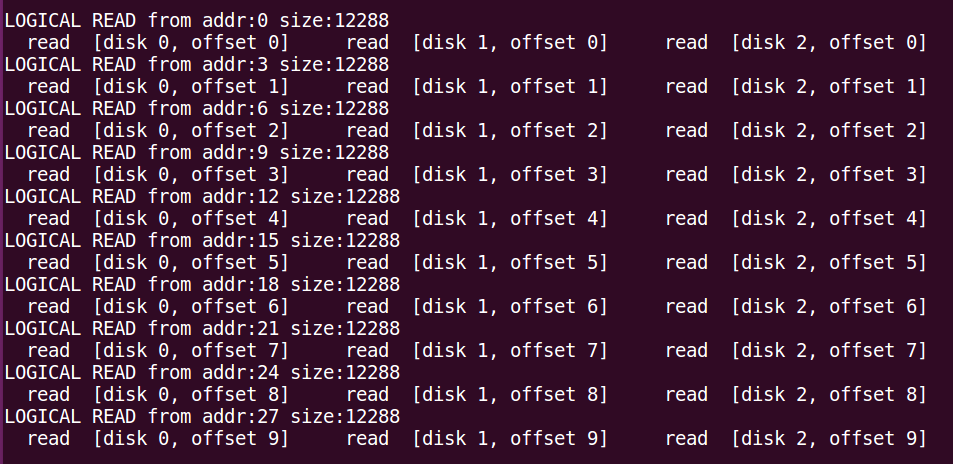 LOGICAL READ from addr:0 size:12288
  read  [disk 0, offset 0]     read  [disk 1, offset 0]     read  [disk 2, offset 0]
LOGICAL READ from addr:3 size:12288
  read  [disk 0, offset 1]     read  [disk 1, offset 1]     read  [disk 2, offset 1]
LOGICAL READ from addr:6 size:12288
  read  [disk 0, offset 2]     read  [disk 1, offset 2]     read  [disk 2, offset 2]
LOGICAL READ from addr:9 size:12288
  read  [disk 0, offset 3]     read  [disk 1, offset 3]     read  [disk 2, offset 3]
LOGICAL READ from addr:12 size:12288
  read  [disk 0, offset 4]     read  [disk 1, offset 4]     read  [disk 2, offset 4]
LOGICAL READ from addr:15 size:12288
  read  [disk 0, offset 5]     read  [disk 1, offset 5]     read  [disk 2, offset 5]
LOGICAL READ from addr:18 size:12288
  read  [disk 0, offset 6]     read  [disk 1, offset 6]     read  [disk 2, offset 6]
LOGICAL READ from addr:21 size:12288
  read  [disk 0, offset 7]     read  [disk 1, offset 7]     read  [disk 2, offset 7]
LOGICAL READ from addr:24 size:12288
  read  [disk 0, offset 8]     read  [disk 1, offset 8]     read  [disk 2, offset 8]
LOGICAL READ from addr:27 size:12288
  read  [disk 0, offset 9]     read  [disk 1, offset 9]     read  [disk 2, offset 9]